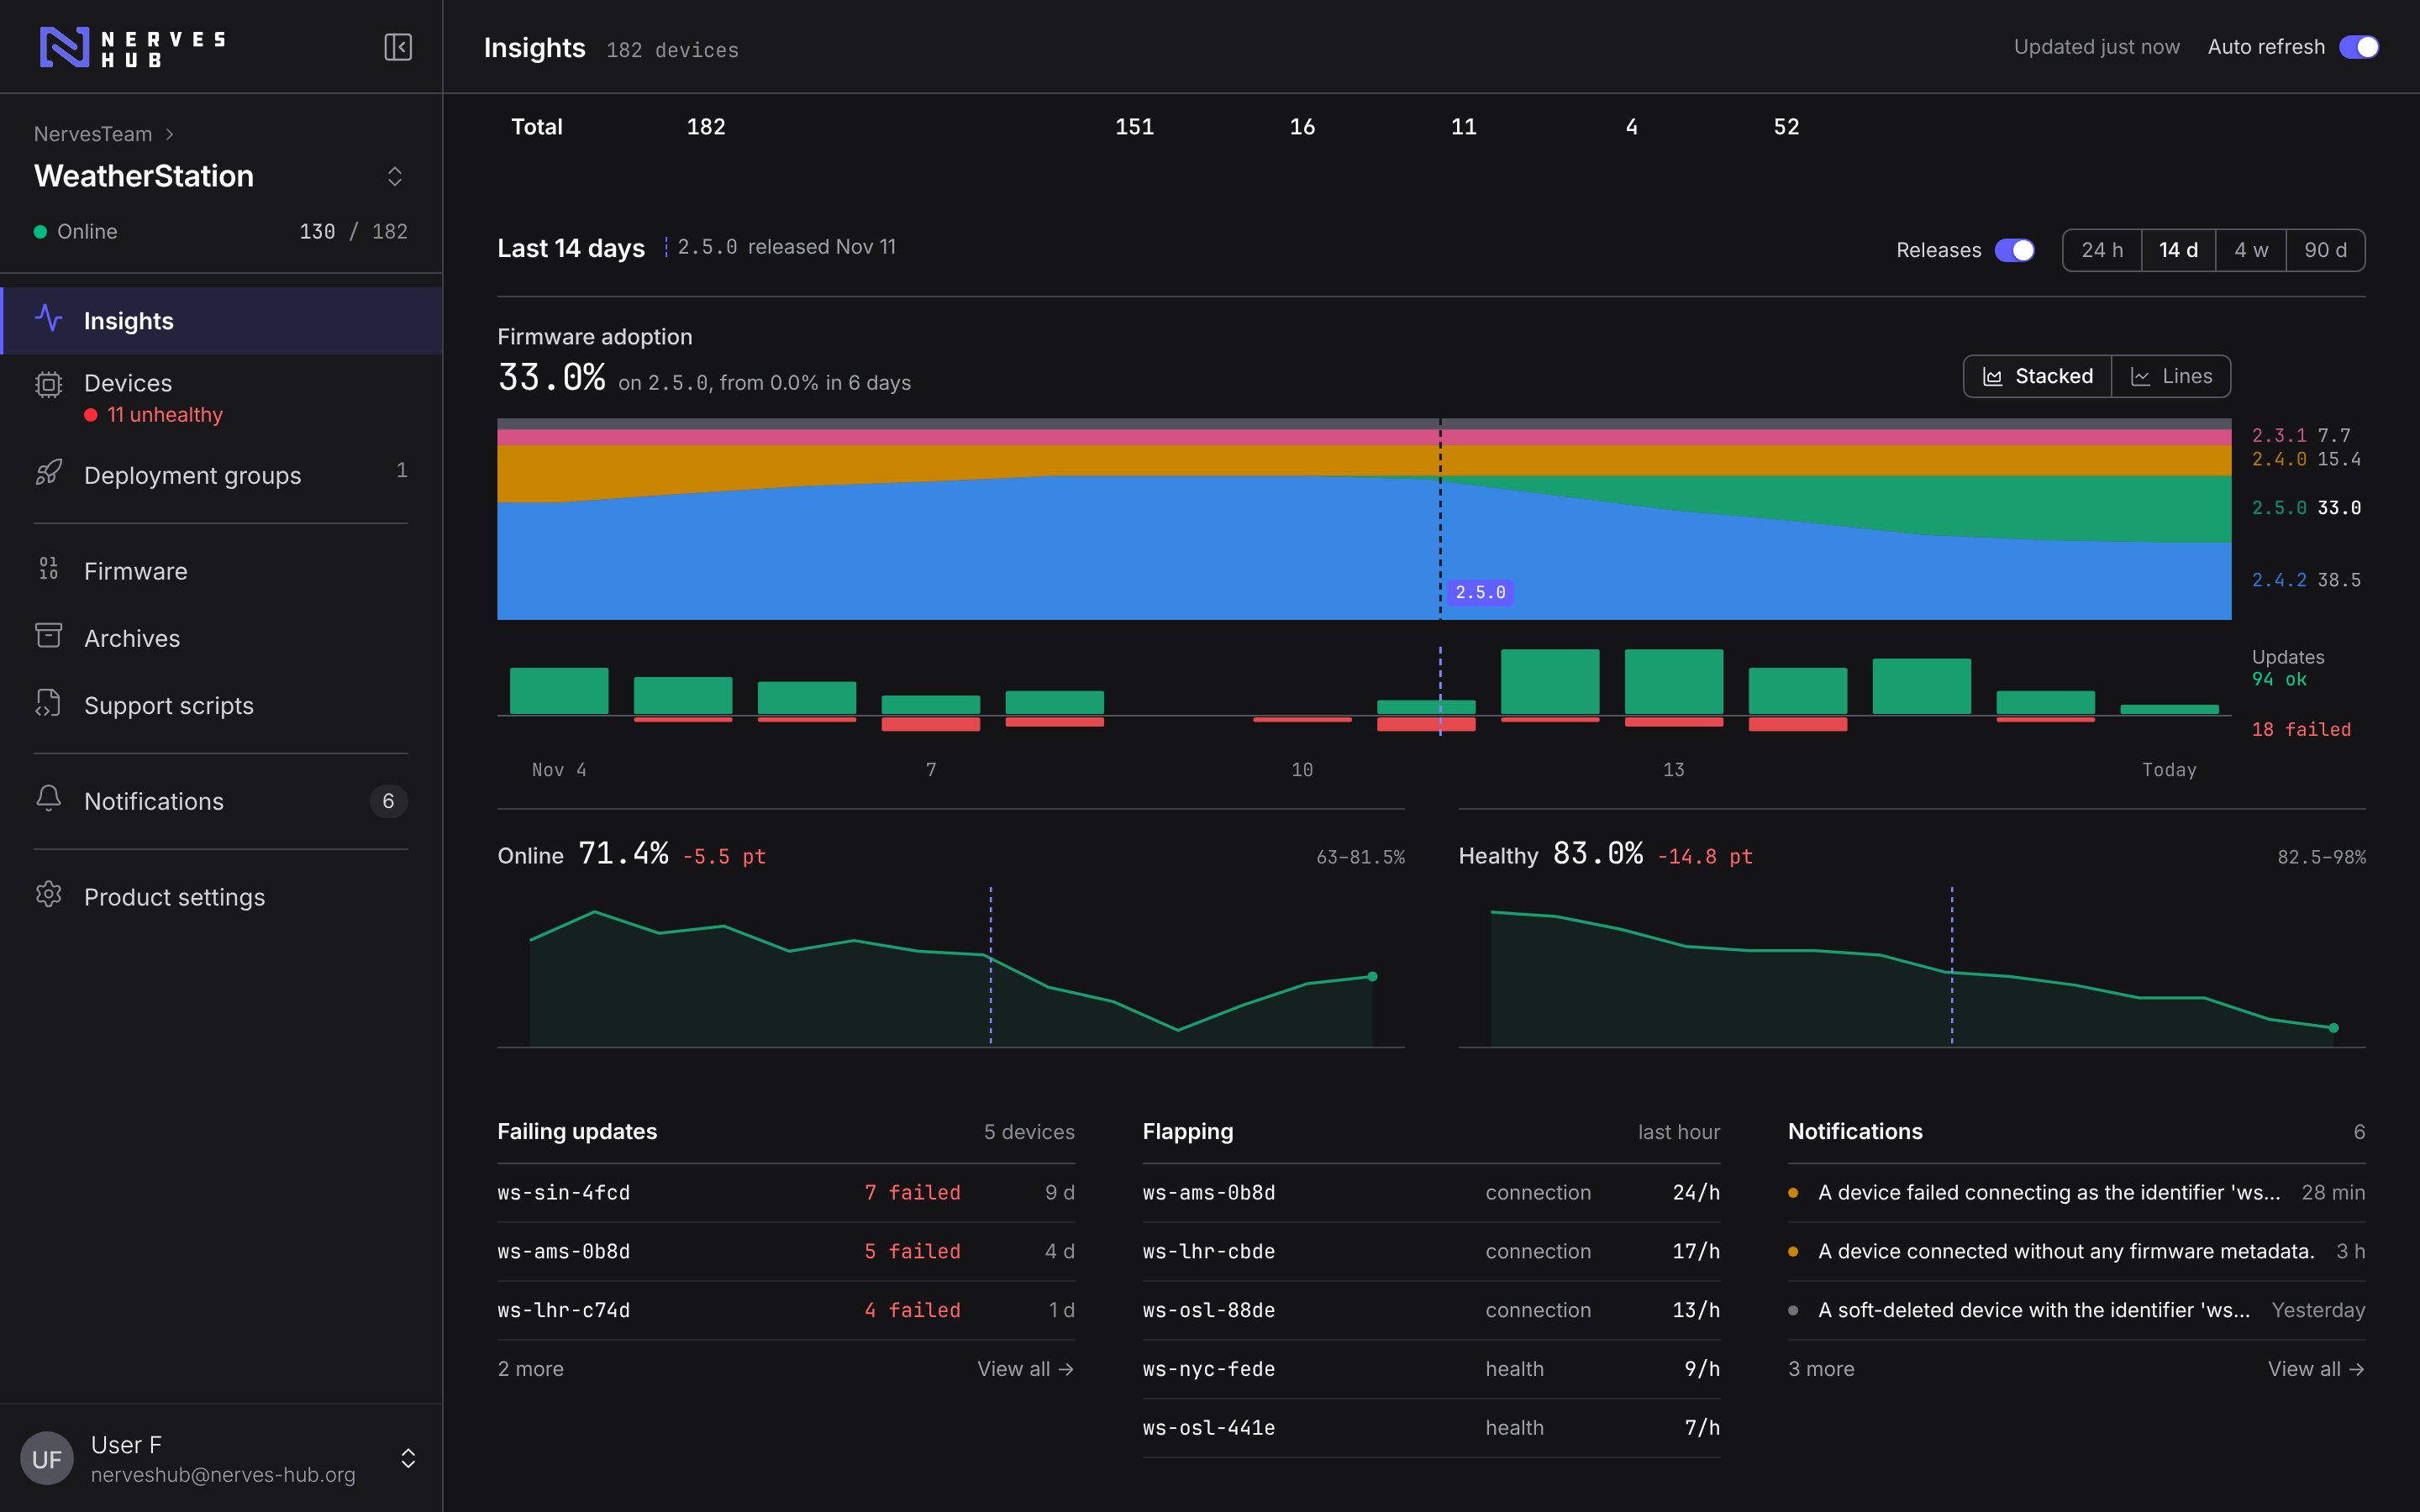 NERVES
HUB
NervesTeam
WeatherStation
Online 130 / 182
Insights
Devices
11 unhealthy
Deployment groups 1
Firmware
Archives
Support scripts
Notifications 6
Product settings
UF
User F
nerveshub@nerves-hub.org
Insights 182 devices
Updated just now Auto refresh
Total 182 151 16 11 4 52
Last 14 days 2.5.0 released Nov 11
Releases 24 h 14 d 4 w 90 d
Firmware adoption
33.0% on 2.5.0, from 0.0% in 6 days
Stacked Lines
2.3.1 7.7
2.4.0 15.4
2.5.0 33.0
2.4.2 38.5
2.5.0
Updates
94 ok
18 failed
Nov 4 7 10 13 Today
Online 71.4% -5.5 pt 63–81.5%
Healthy 83.0% -14.8 pt 82.5–98%
Failing updates 5 devices
ws-sin-4fcd 7 failed 9 d
ws-ams-0b8d 5 failed 4 d
ws-lhr-c74d 4 failed 1 d
2 more View all →
Flapping last hour
ws-ams-0b8d connection 24/h
ws-lhr-cbde connection 17/h
ws-osl-88de connection 13/h
ws-nyc-fede health 9/h
ws-osl-441e health 7/h
Notifications 6
A device failed connecting as the identifier 'ws... 28 min
A device connected without any firmware metadata. 3 h
A soft-deleted device with the identifier 'ws... Yesterday
3 more View all →